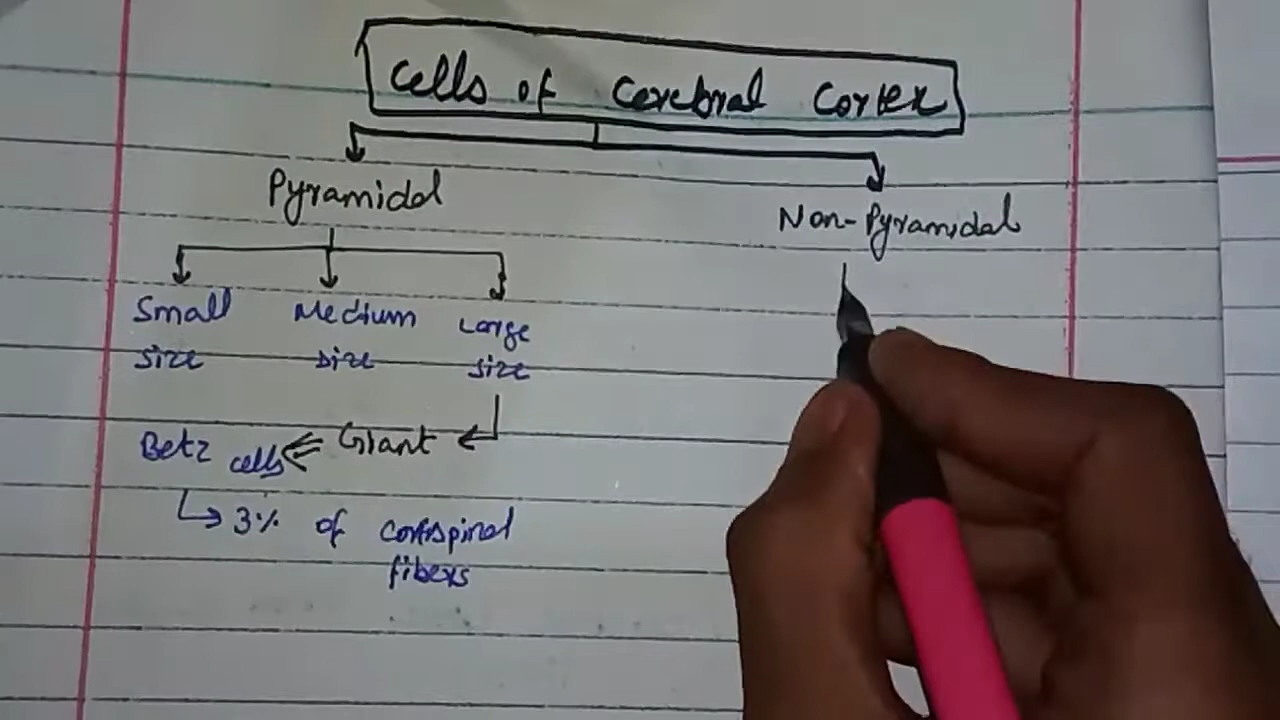 Cells of Cerebral Cortex
Pyramidal
Non-Pyramidal
Small size
Medium size
Large size
Betz cells
Giant
3% of cortispinal
fibers